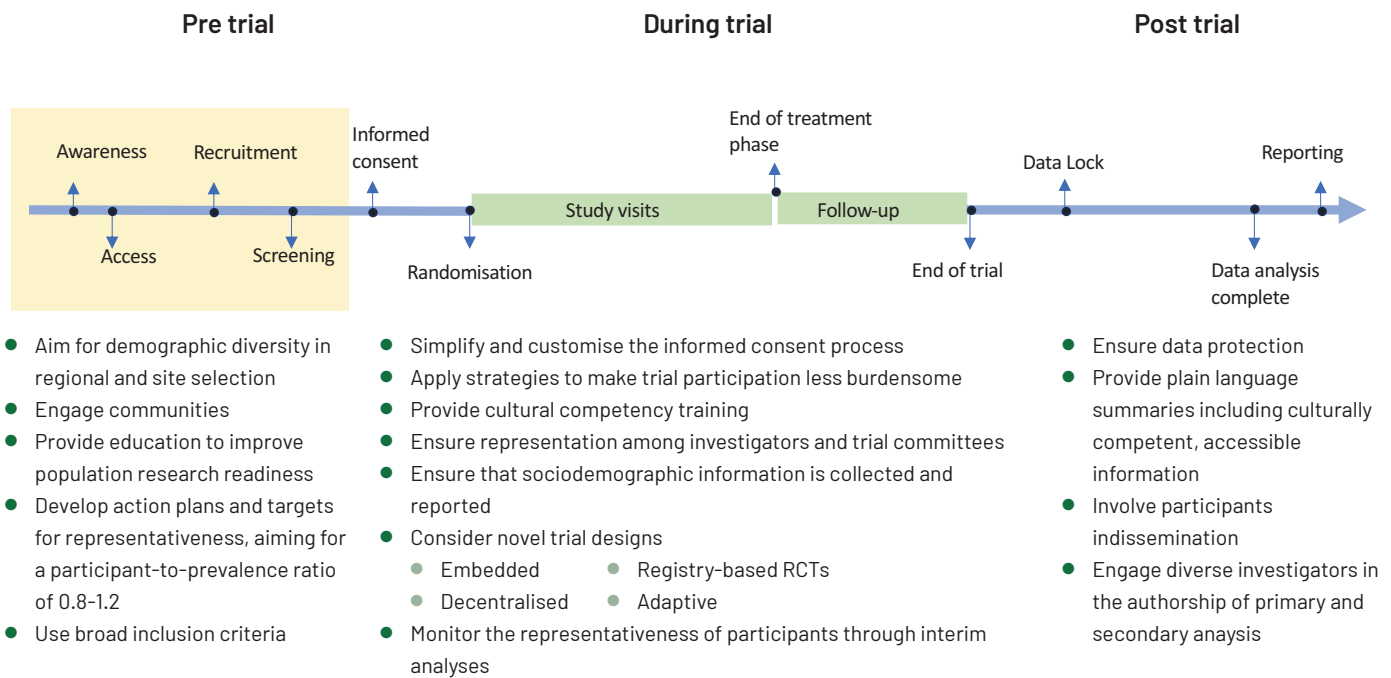 Pre trial
During trial
Post trial
Awareness
Recruitment
Informed
consent
End of treatment
phase
Data Lock
Reporting
Study visits
Follow-up
Access
Screening
Randomisation
End of trial
Data analysis
complete
Aim for demographic diversity in
regional and site selection
Engage communities
Provide education to improve
population research readiness
Develop action plans and targets
for representativeness, aiming for
a participant-to-prevalence ratio
of 0.8-1.2
Use broad inclusion criteria
Simplify and customise the informed consent process
Apply strategies to make trial participation less burdensome
Provide cultural competency training
Ensure representation among investigators and trial committees
Ensure that sociodemographic information is collected and
reported
Consider novel trial designs
Embedded
Registry-based RCTs
Decentralised
Adaptive
Monitor the representativeness of participants through interim
analyses
Ensure data protection
Provide plain language
summaries including culturally
competent, accessible
information
Involve participants
indissemination
Engage diverse investigators in
the authorship of primary and
secondary anaysis